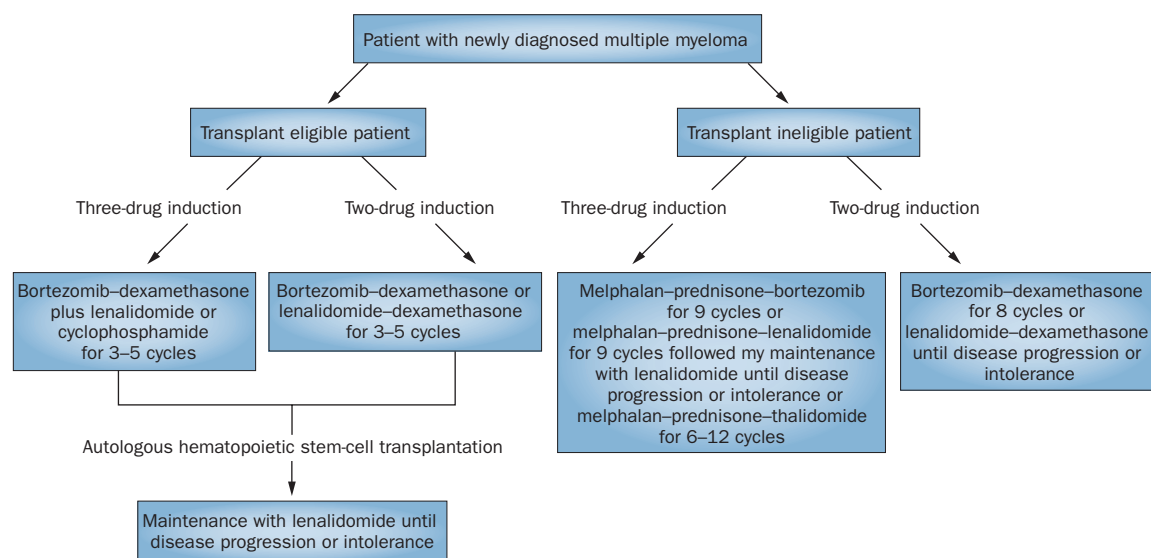 Patient with newly diagnosed multiple myeloma
Transplant eligible patient
Transplant ineligible patient
Three-drug induction
Two-drug induction
Three-drug induction
Two-drug induction
Bortezomib–dexamethasone
plus lenalidomide or
cyclophosphamide
for 3–5 cycles
Bortezomib–dexamethasone or
lenalidomide–dexamethasone
for 3–5 cycles
Melphalan–prednisone–bortezomib
for 9 cycles or
melphalan–prednisone–lenalidomide
for 9 cycles followed my maintenance
with lenalidomide until disease
progression or intolerance or
melphalan–prednisone–thalidomide
for 6–12 cycles
Bortezomib–dexamethasone
for 8 cycles or
lenalidomide–dexamethasone
until disease progression or
intolerance
Autologous hematopoietic stem-cell transplantation
Maintenance with lenalidomide until
disease progression or intolerance